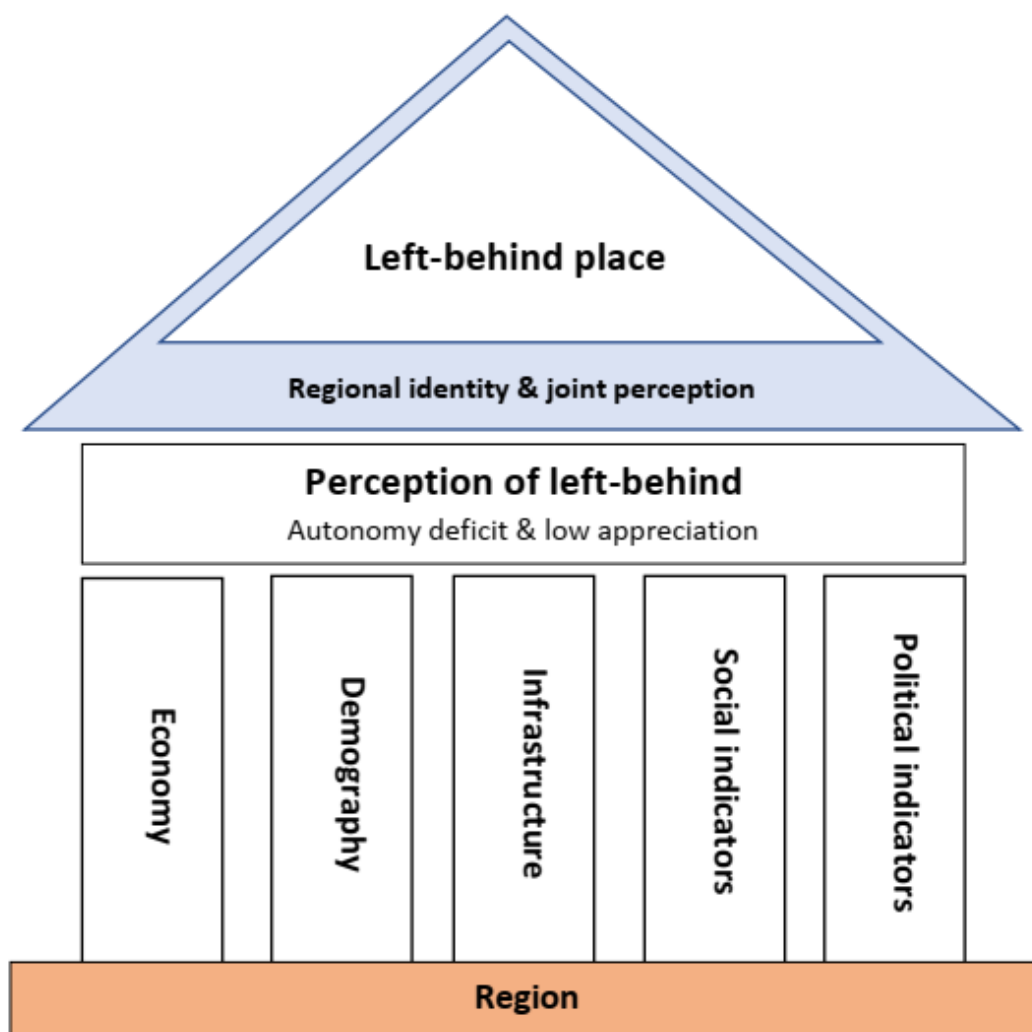 Left-behind place
Regional identity & joint perception
Perception of left-behind
Autonomy deficit & low appreciation
Economy
Demography
Infrastructure
Social indicators
Political indicators
Region